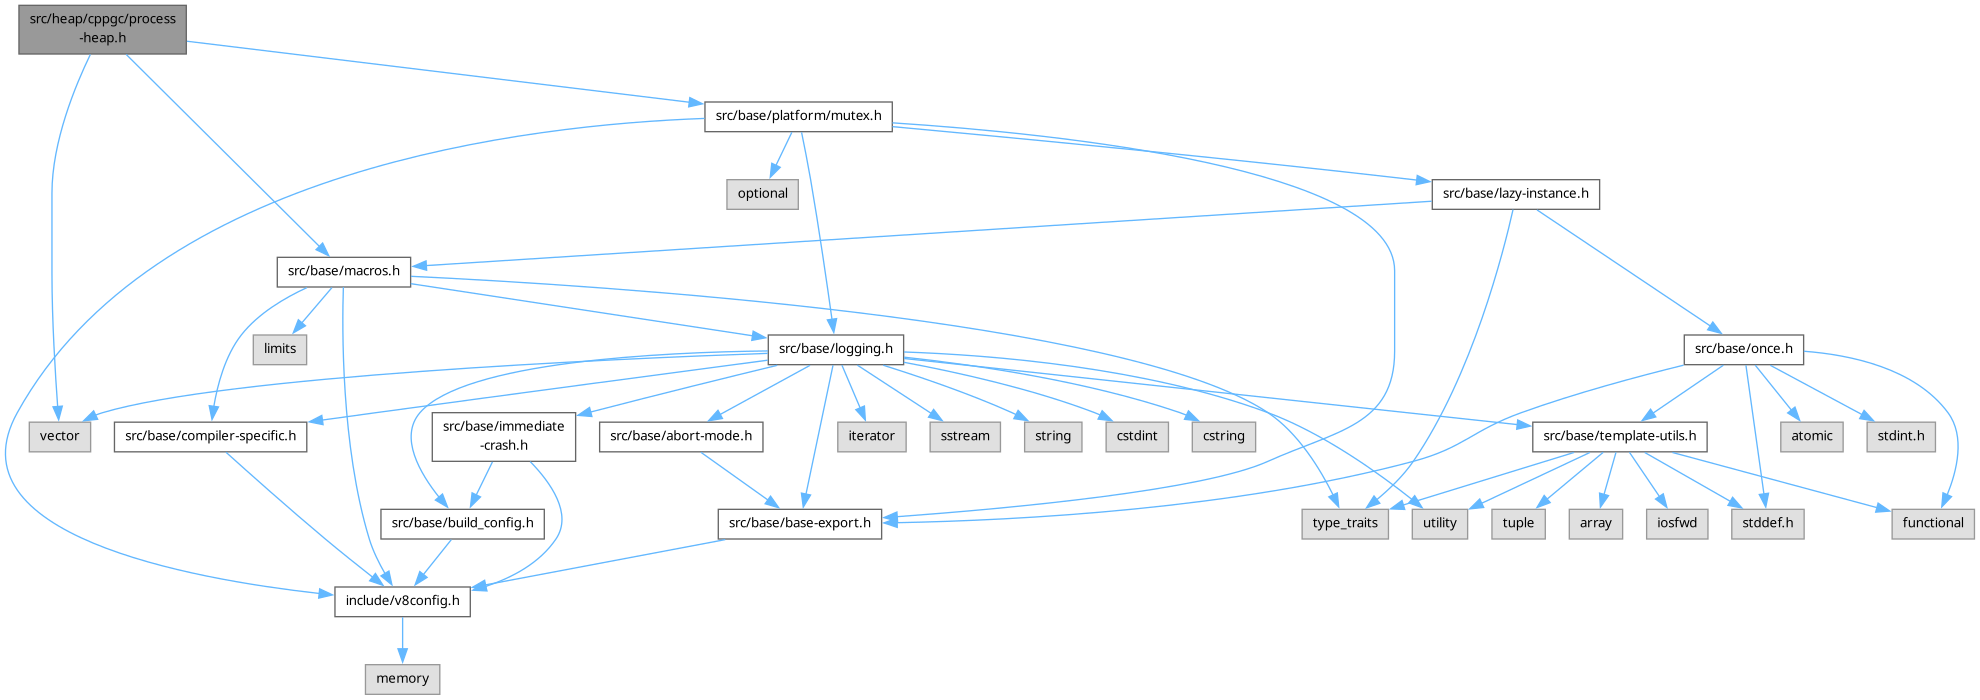 src/heap/cppgc/process
-heap.h
src/base/platform/mutex.h
optional
src/base/lazy-instance.h
src/base/macros.h
limits
src/base/logging.h
src/base/once.h
vector
src/base/compiler-specific.h
src/base/immediate
-crash.h
src/base/abort-mode.h
iterator
sstream
string
cstdint
cstring
src/base/template-utils.h
atomic
stdint.h
src/base/build_config.h
src/base/base-export.h
type_traits
utility
tuple
array
iosfwd
stddef.h
functional
include/v8config.h
memory